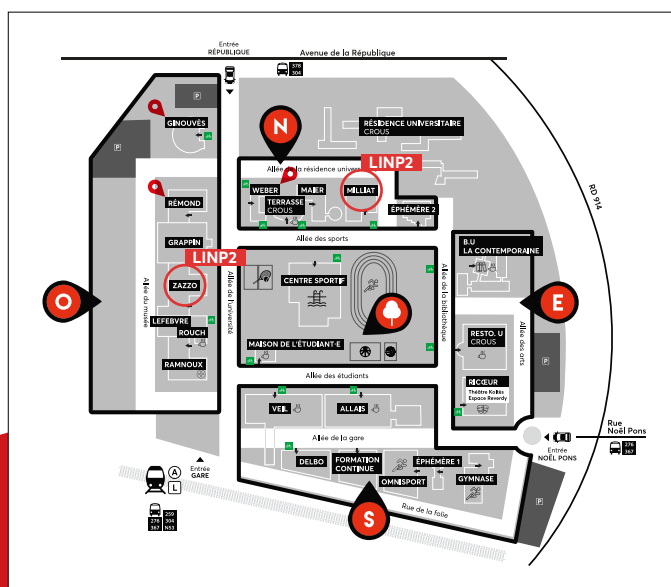 Entrée
RÉPUBLIQUE
Avenue de la République
378
304
P
GINOUVÈS
P
RÉSIDENCE UNIVERSITAIRE
CROUS
N
Allée de la résidence univer
LINP2
WEBER
MAIER
MILLIAT
TERRASSE
CROUS
ÉPHÉMÈRE 2
RÉMOND
GRAPPIN
LINP2
ZAZZO
LEFEBVRE
ROUCH
RAMNOUX
O
Allée du musée
Allée de l'université
Allée des sports
CENTRE SPORTIF
MAISON DE L'ÉTUDIANT·E
Allée de la bibliothèque
B.U
LA CONTEMPORAINE
E
Allée des arts
RESTO. U
CROUS
P
RICŒUR
Théâtre Koltès
Espace Reverdy
RD 914
Allée des étudiants
VEIL
ALLAIS
Allée de la gare
DELBO
FORMATION
CONTINUE
ÉPHÉMÈRE 1
OMNISPORT
GYMNASE
S
Rue de la folie
P
Rue
Noël Pons
276
367
Entrée
NOËL PONS
Entrée
GARE
A
L
259
276 304
367 N53